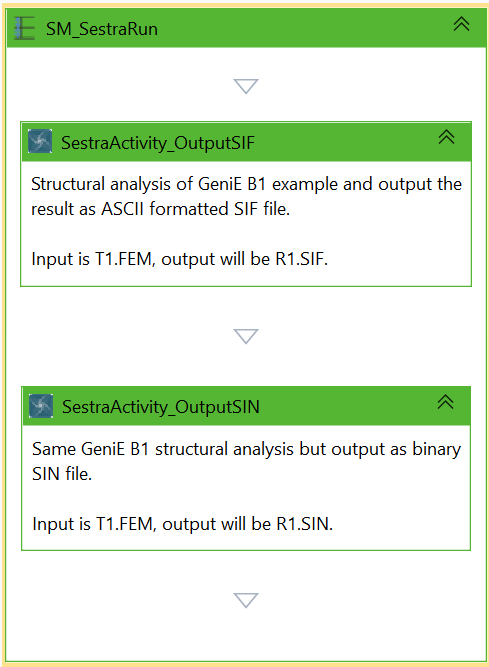 SM_SestraRun
SestraActivity_OutputSIF
Structural analysis of GeniE B1 example and output the
result as ASCII formatted SIF file.
Input is T1.FEM, output will be R1.SIF.
SestraActivity_OutputSIN
Same GeniE B1 structural analysis but output as binary
SIN file.
Input is T1.FEM, output will be R1.SIN.